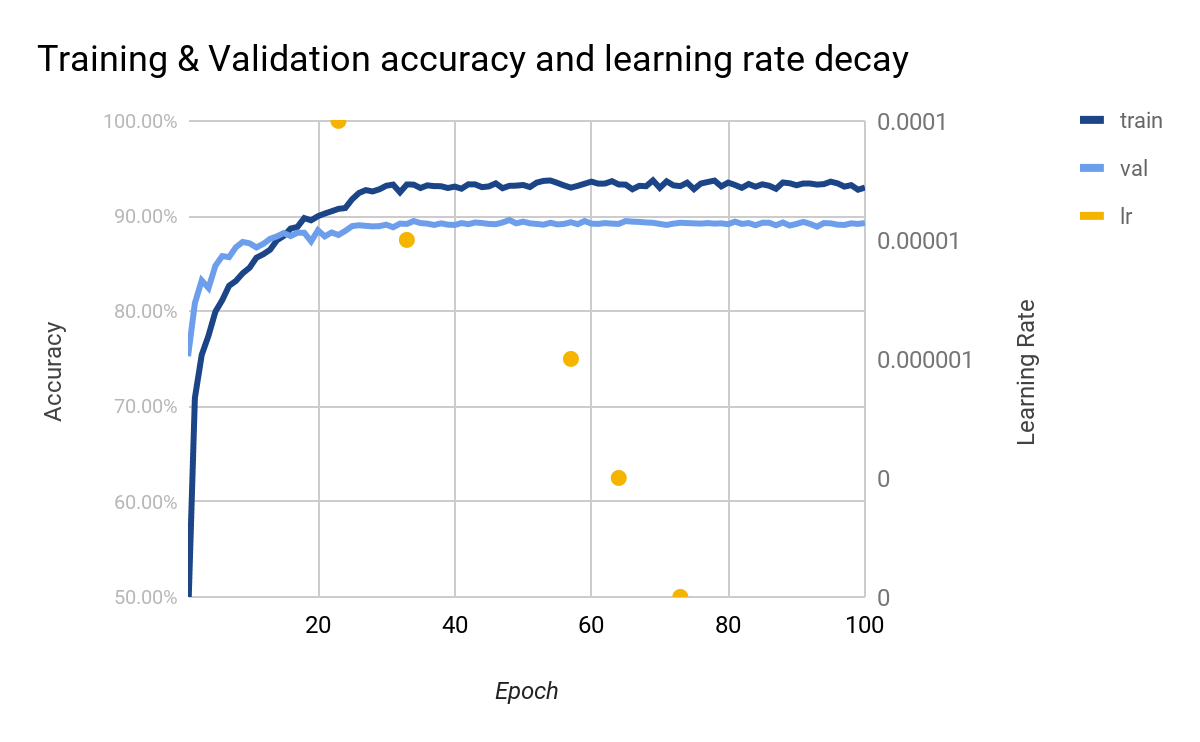 Training & Validation accuracy and learning rate decay
100.00%
90.00%
80.00%
70.00%
60.00%
50.00%
Accuracy
20
40
60
80
100
Epoch
0.0001
0.00001
0.000001
0
0
Learning Rate
train
val
lr